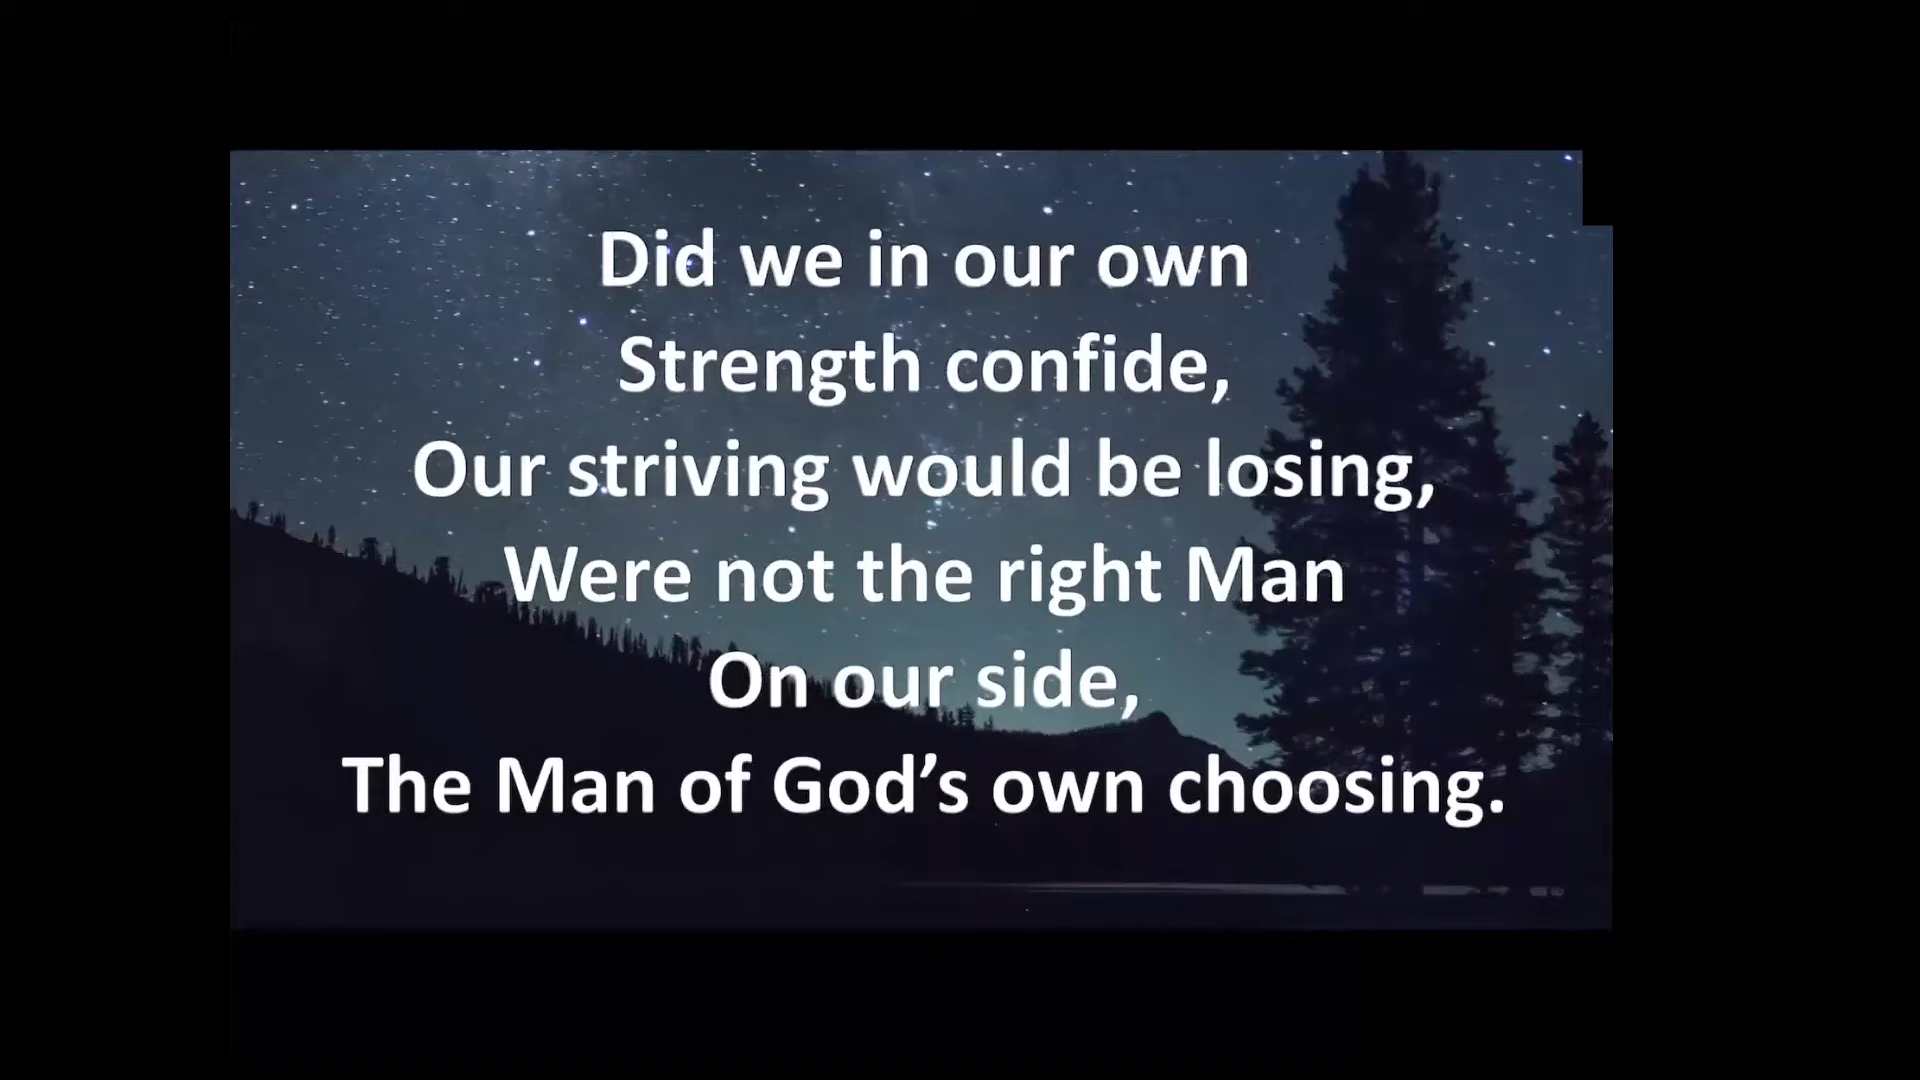 Did we in our own
Strength confide,
Our striving would be losing,
Were not the right Man
On our side,
The Man of God’s own choosing.